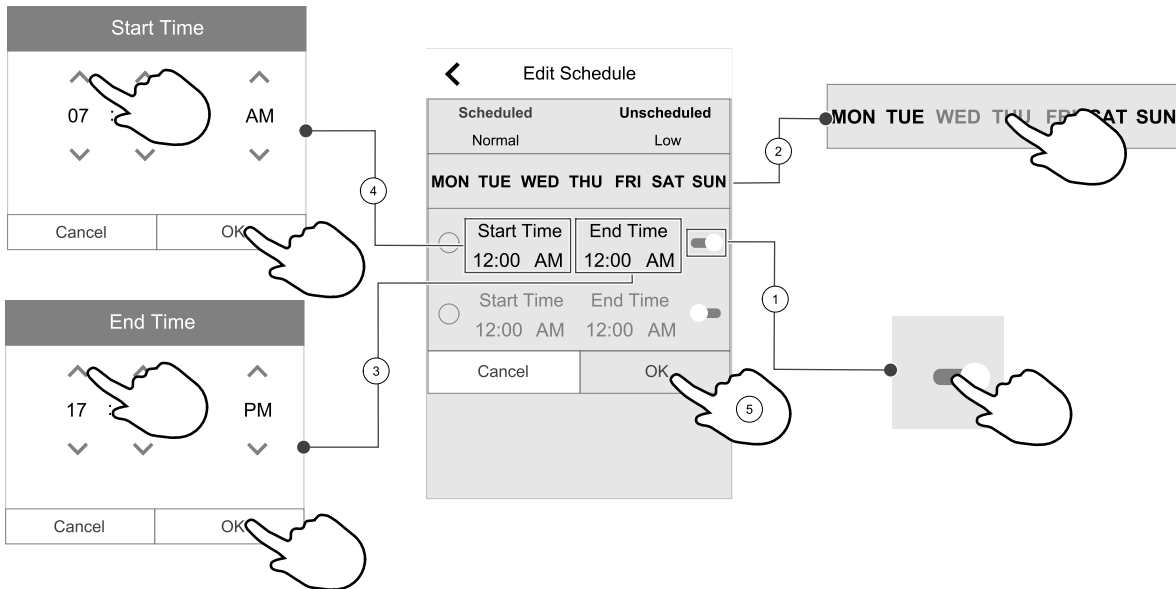 Start Time
07 :
AM
Cancel OK
4
End Time
17 :
PM
Cancel OK
3
Edit Schedule
Scheduled Unscheduled
Normal Low
MON TUE WED THU FRI SAT SUN
Start Time End Time
12:00 AM 12:00 AM
Start Time End Time
12:00 AM 12:00 AM
Cancel OK
5
2
MON TUE WED THU FRI SAT SUN
1